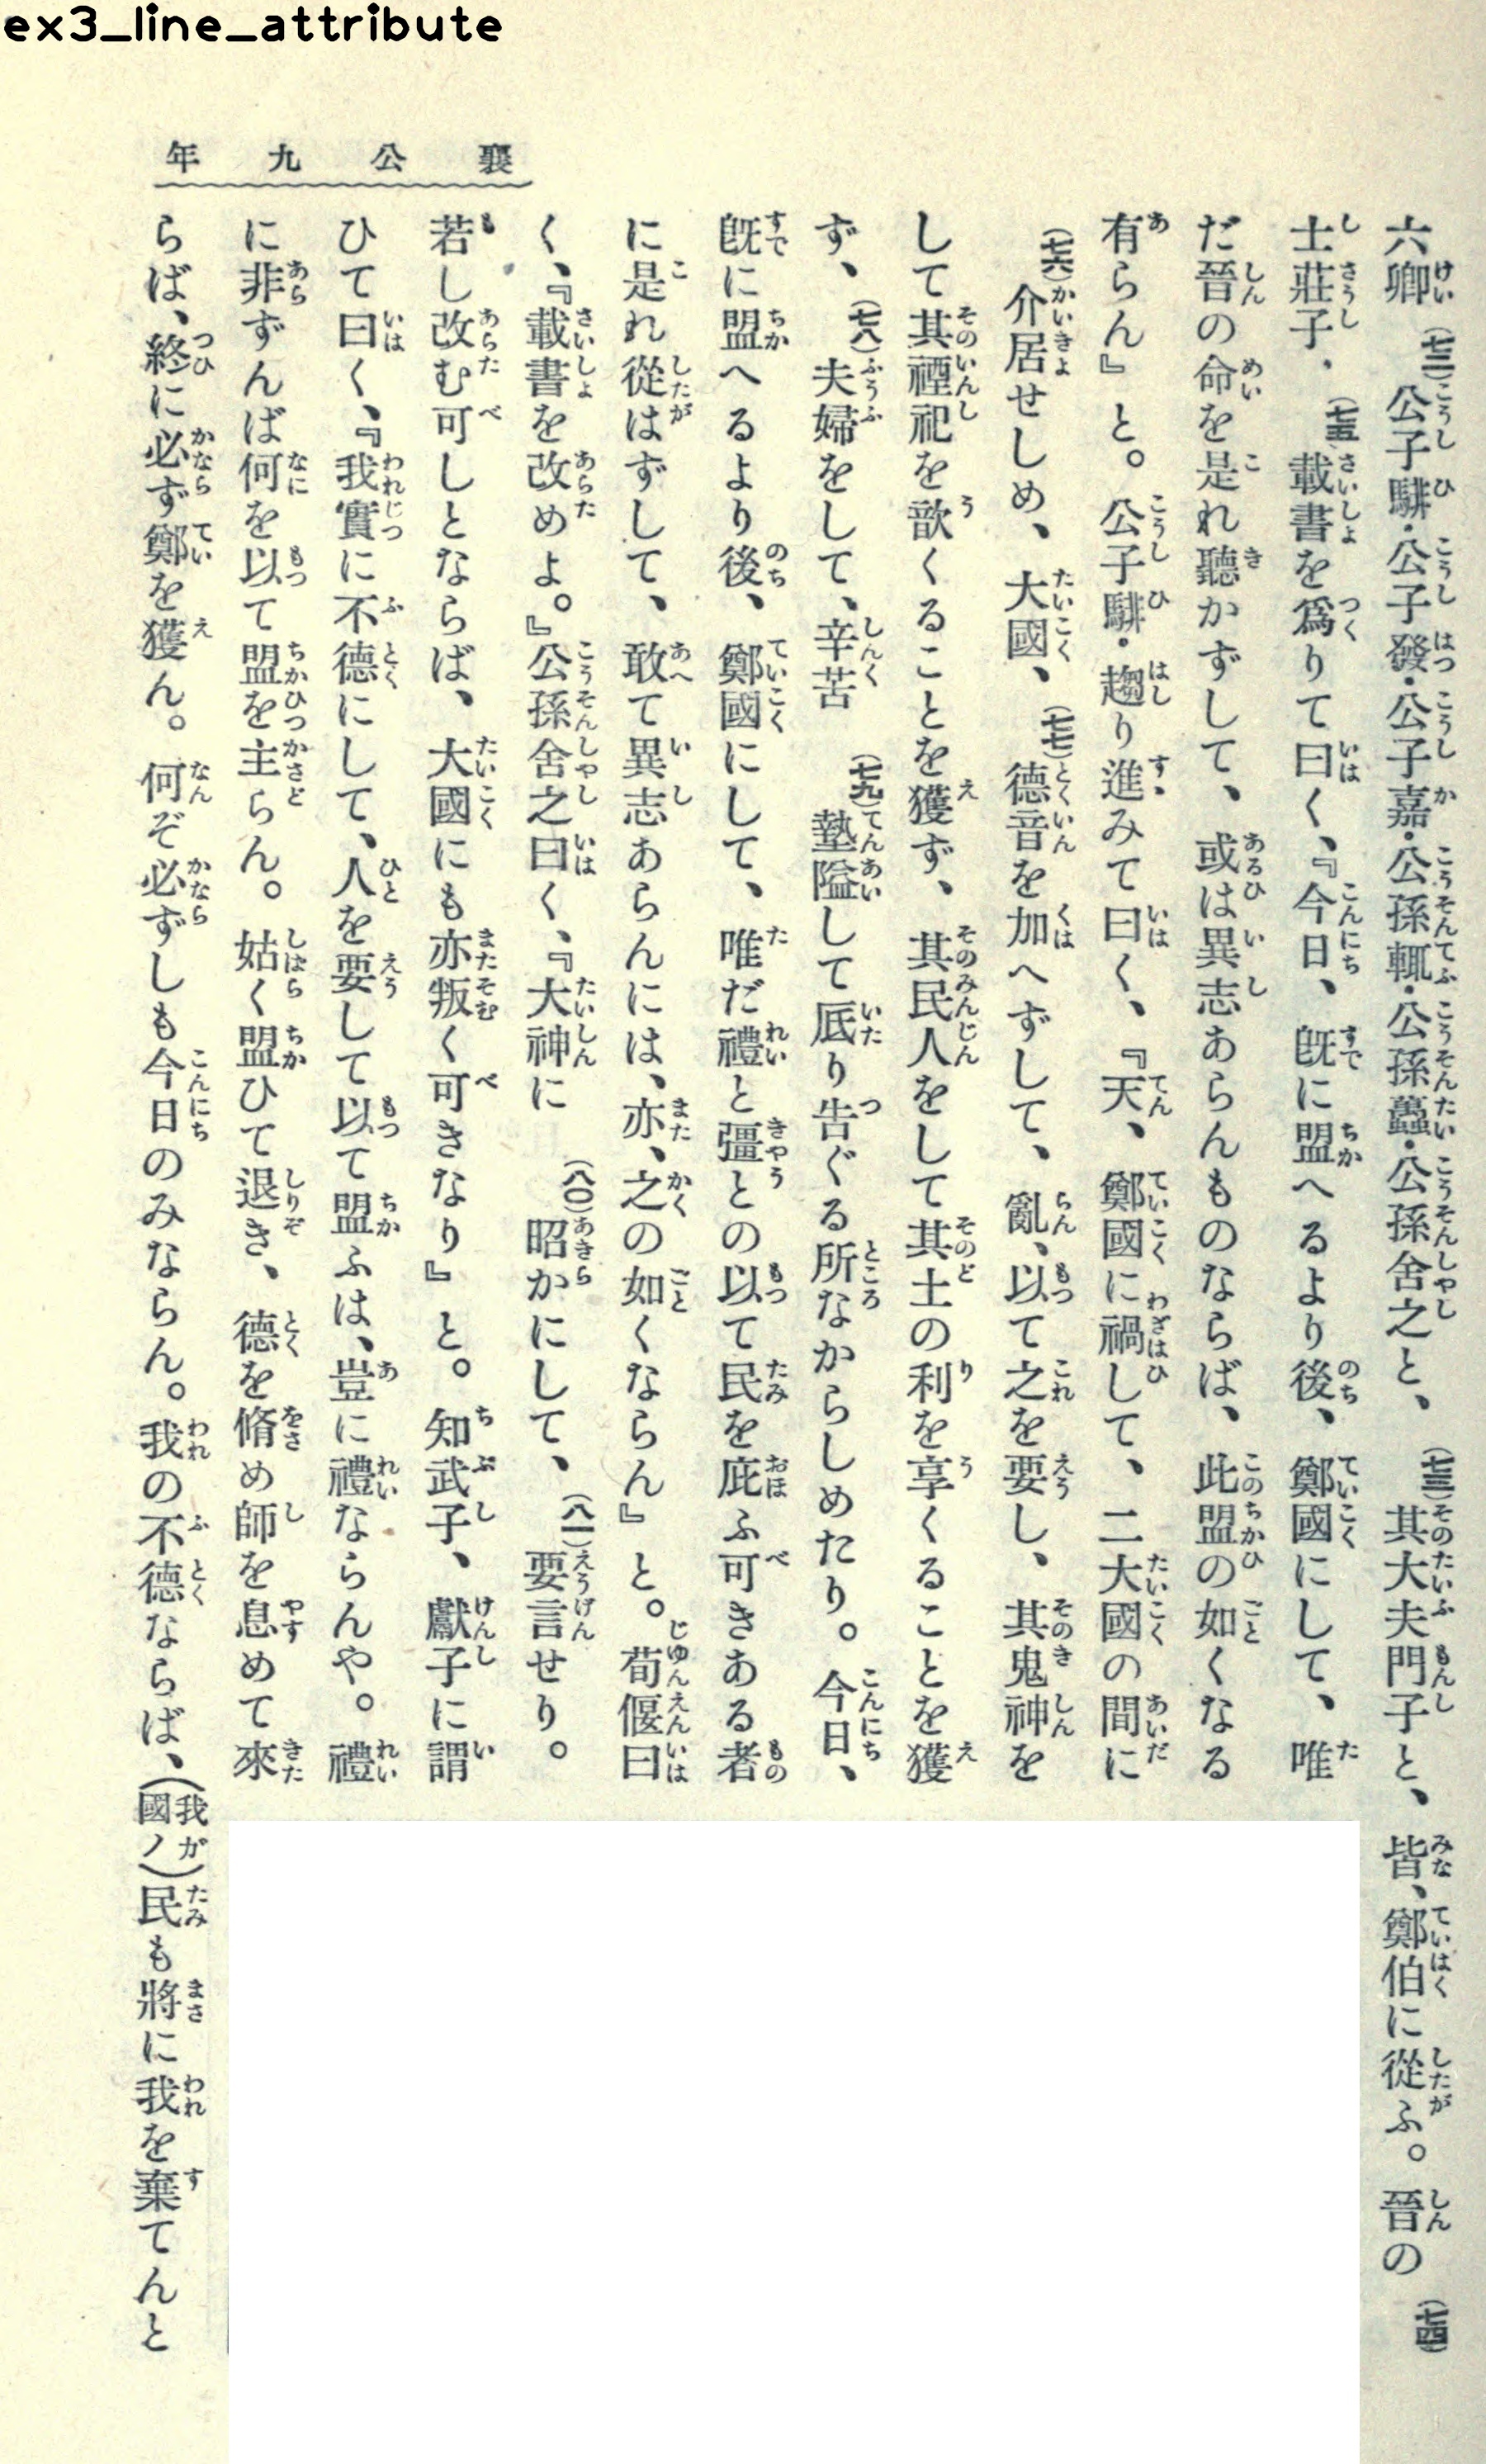 ex3_line_attribute
襄公九年
六卿(七二)公子騑・公子發・公子嘉・公孫輒・公孫蠆・公孫舍之と、(七三)其大夫門子と、皆、鄭伯に從ふ。晉の(七四)
士莊子・(七五)載書を爲りて曰く、『今日、旣に盟へるより後、鄭國にして、唯
だ晉の命を是れ聽かずして、或は異志あらんものならば、此盟の如くなる
有らん』と。公子騑・趨り進みて曰く、『天、鄭國に禍して、二大國の間に
(七六)介居せしめ、大國、(七七)德音を加へずして、亂、以て之を要し、其鬼神を
して其禋祀を歆くることを獲ず、其民人をして其土の利を享くることを獲
ず、(七八)夫婦をして、辛苦(七九)墊隘して底り告ぐる所なからしめたり。今日、
旣に盟へるより後、鄭國にして、唯だ禮と彊との以て民を庇ふ可きある者
に是れ從はずして、敢て異志あらんには、亦、之の如くならん』と。荀偃曰
く、『載書を改めよ。』公孫舍之曰く、『大神に(八〇)昭かにして、(八一)要言せり。
若し改む可しとならば、大國にも亦叛く可きなり』と。知武子、獻子に謂
ひて曰く、『我實に不德にして、人を要して以て盟ふは、豈に禮ならんや。禮
に非ずんば何を以て盟を主らん。姑く盟ひて退き、德を脩め師を息めて來
らば、終に必ず鄭を獲ん。何ぞ必ずしも今日のみならん。我の不德ならば、(我ガ國ノ)民も將に我を棄てんと